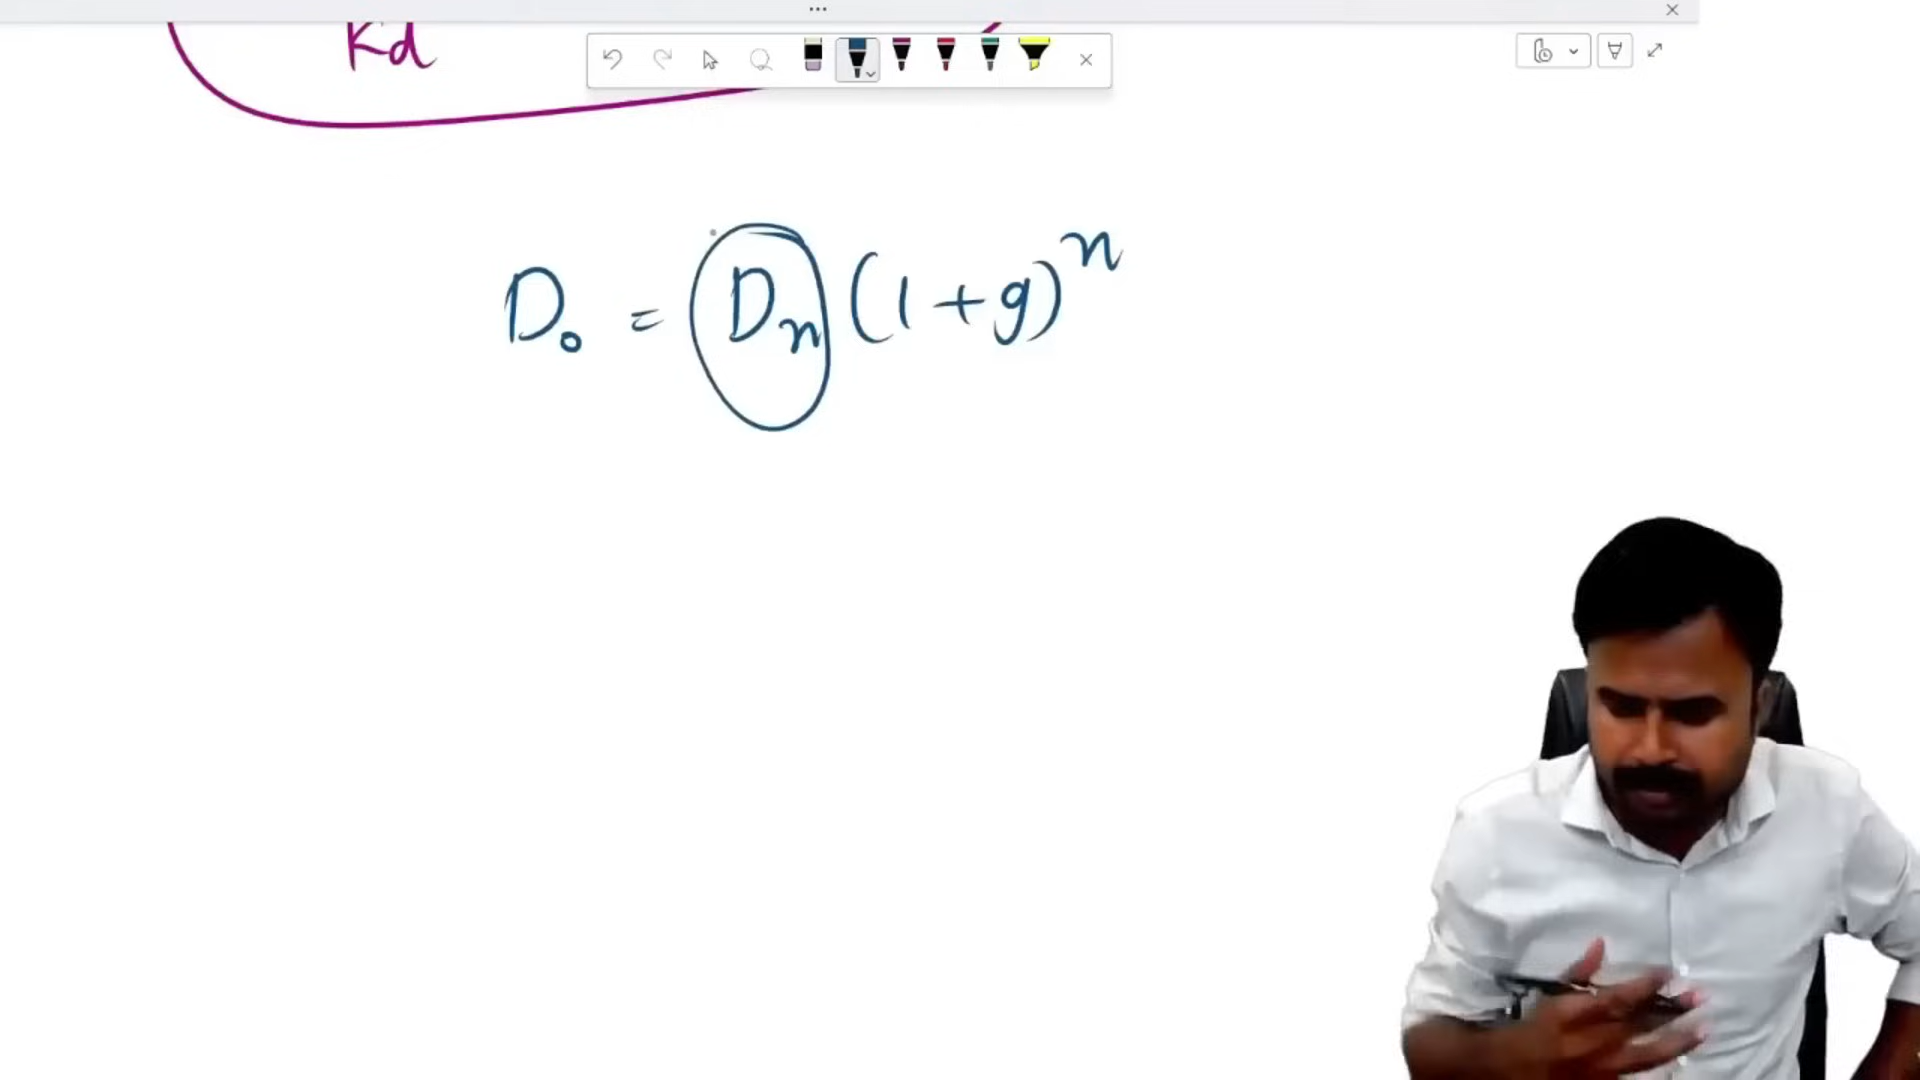 Kd
D₀ = Dₙ (1 + g)ⁿ